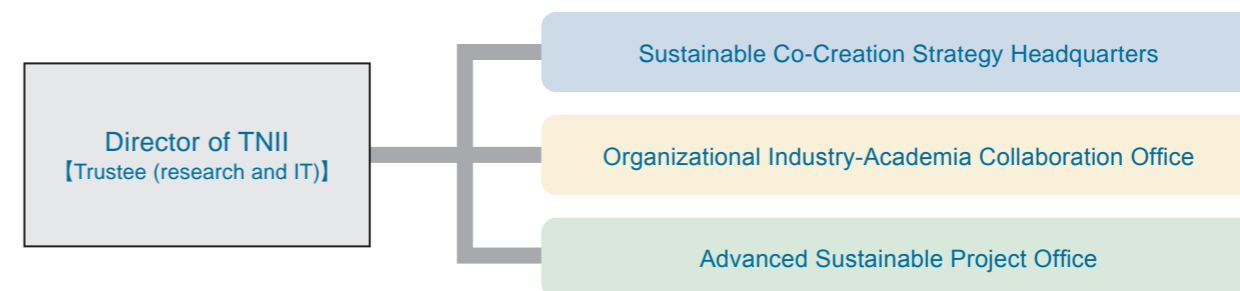 Director of TNII
【Trustee (research and IT)】
Sustainable Co-Creation Strategy Headquarters
Organizational Industry-Academia Collaboration Office
Advanced Sustainable Project Office